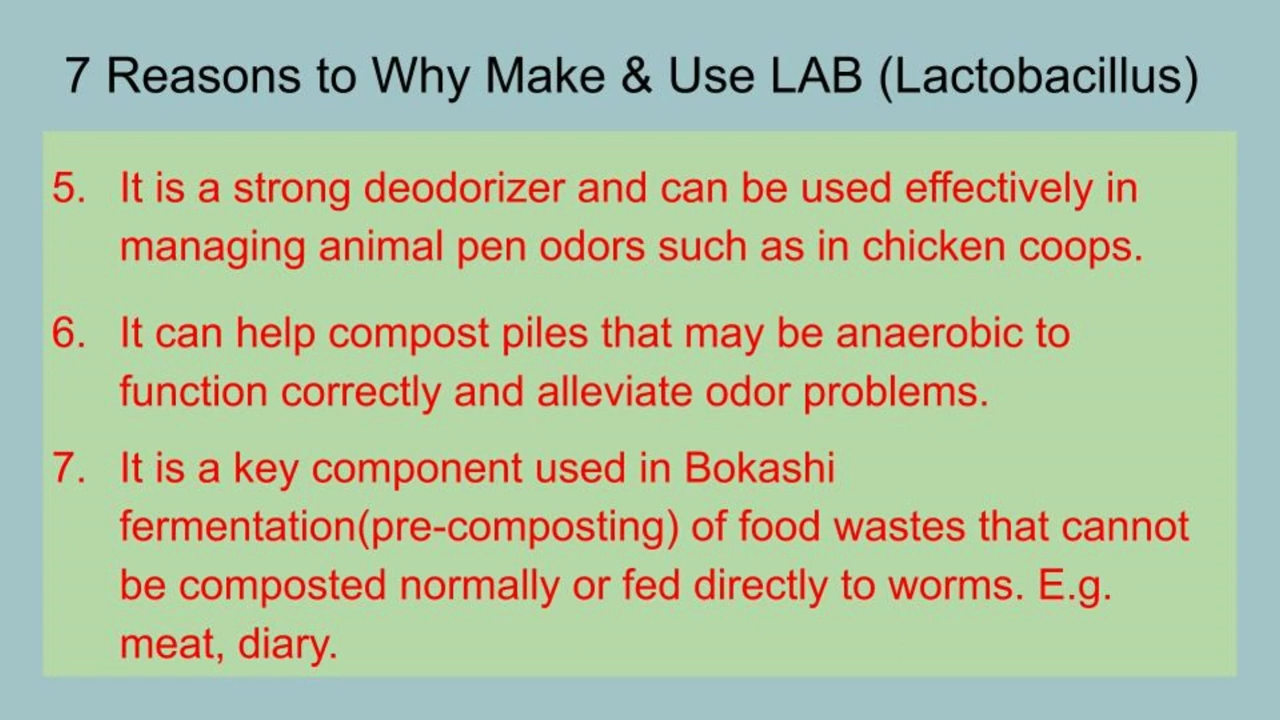 7 Reasons to Why Make & Use LAB (Lactobacillus)
5. It is a strong deodorizer and can be used effectively in
managing animal pen odors such as in chicken coops.
6. It can help compost piles that may be anaerobic to
function correctly and alleviate odor problems.
7. It is a key component used in Bokashi
fermentation(pre-composting) of food wastes that cannot
be composted normally or fed directly to worms. E.g.
meat, diary.